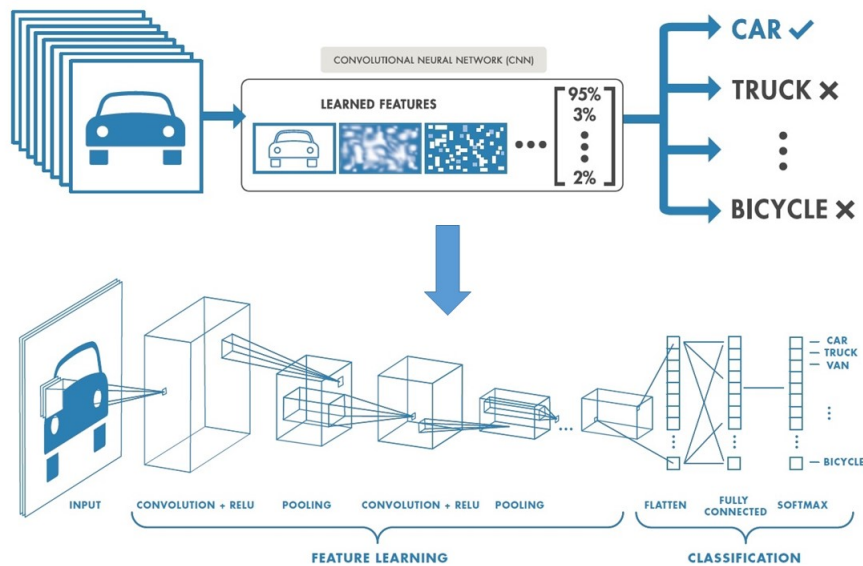 CONVOLUTIONAL NEURAL NETWORK (CNN)
LEARNED FEATURES
95%
3%
2%
CAR
TRUCK
BICYCLE
CAR
TRUCK
VAN
BICYCLE
INPUT
CONVOLUTION + RELU
POOLING
CONVOLUTION + RELU
POOLING
FLATTEN
FULLY
CONNECTED
SOFTMAX
FEATURE LEARNING
CLASSIFICATION